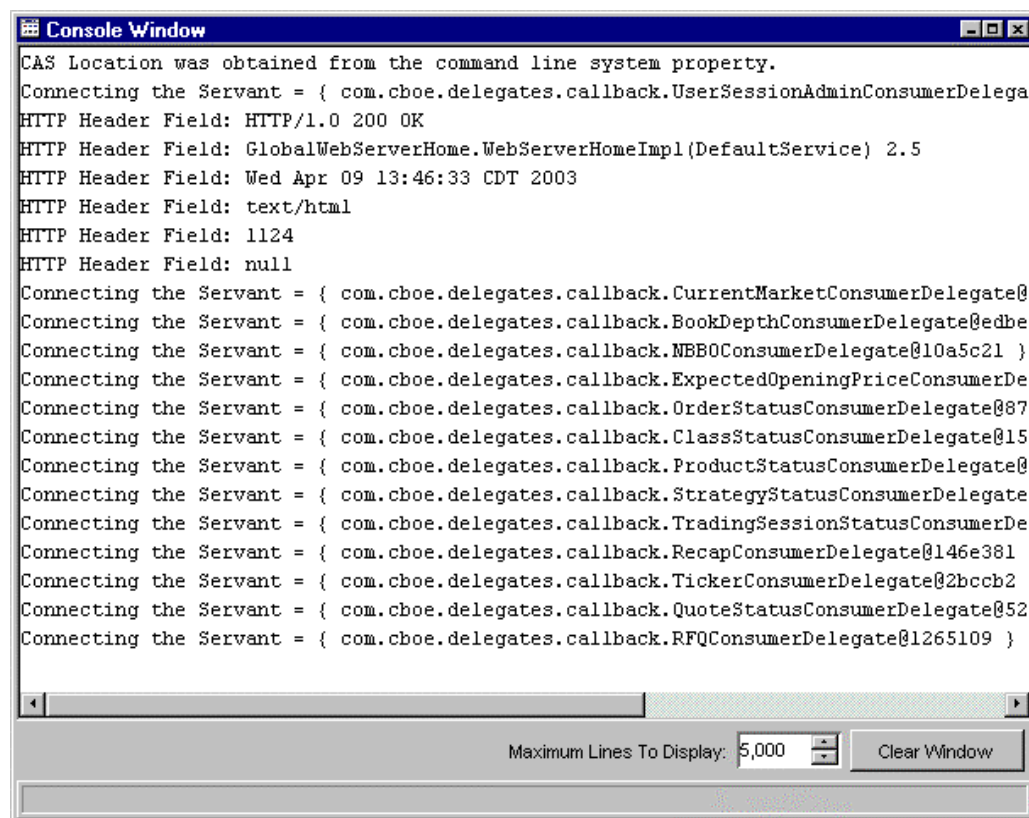 Console Window
CAS Location was obtained from the command line system property.
Connecting the Servant = { com.cboe.delegates.callback.UserSessionAdminConsumerDelega
HTTP Header Field: HTTP/1.0 200 OK
HTTP Header Field: GlobalWebServerHome.WebServerHomeImpl(DefaultService) 2.5
HTTP Header Field: Wed Apr 09 13:46:33 CDT 2003
HTTP Header Field: text/html
HTTP Header Field: 1124
HTTP Header Field: null
Connecting the Servant = { com.cboe.delegates.callback.CurrentMarketConsumerDelegate@
Connecting the Servant = { com.cboe.delegates.callback.BookDepthConsumerDelegate@edbe
Connecting the Servant = { com.cboe.delegates.callback.NBBOConsumerDelegate@10a5c21 }
Connecting the Servant = { com.cboe.delegates.callback.ExpectedOpeningPriceConsumerDe
Connecting the Servant = { com.cboe.delegates.callback.OrderStatusConsumerDelegate@87
Connecting the Servant = { com.cboe.delegates.callback.ClassStatusConsumerDelegate@15
Connecting the Servant = { com.cboe.delegates.callback.ProductStatusConsumerDelegate@
Connecting the Servant = { com.cboe.delegates.callback.StrategyStatusConsumerDelegate
Connecting the Servant = { com.cboe.delegates.callback.TradingSessionStatusConsumerDe
Connecting the Servant = { com.cboe.delegates.callback.RecapConsumerDelegate@146e381
Connecting the Servant = { com.cboe.delegates.callback.TickerConsumerDelegate@2bccb2
Connecting the Servant = { com.cboe.delegates.callback.QuoteStatusConsumerDelegate@52
Connecting the Servant = { com.cboe.delegates.callback.RFQConsumerDelegate@1265109 }
Maximum Lines To Display: 5,000 Clear Window